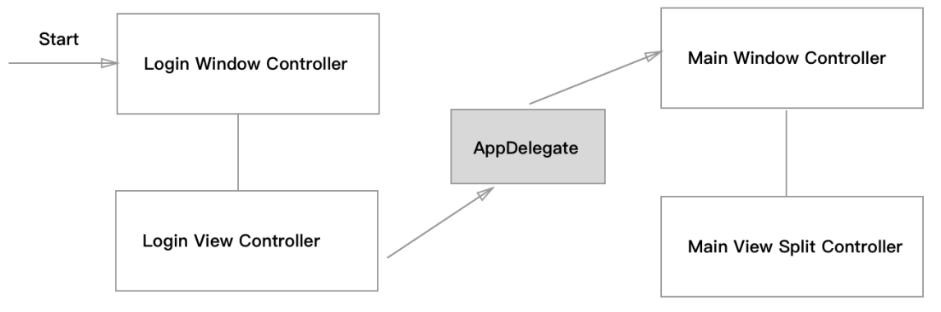 Start
Login Window Controller
Login View Controller
AppDelegate
Main Window Controller
Main View Split Controller